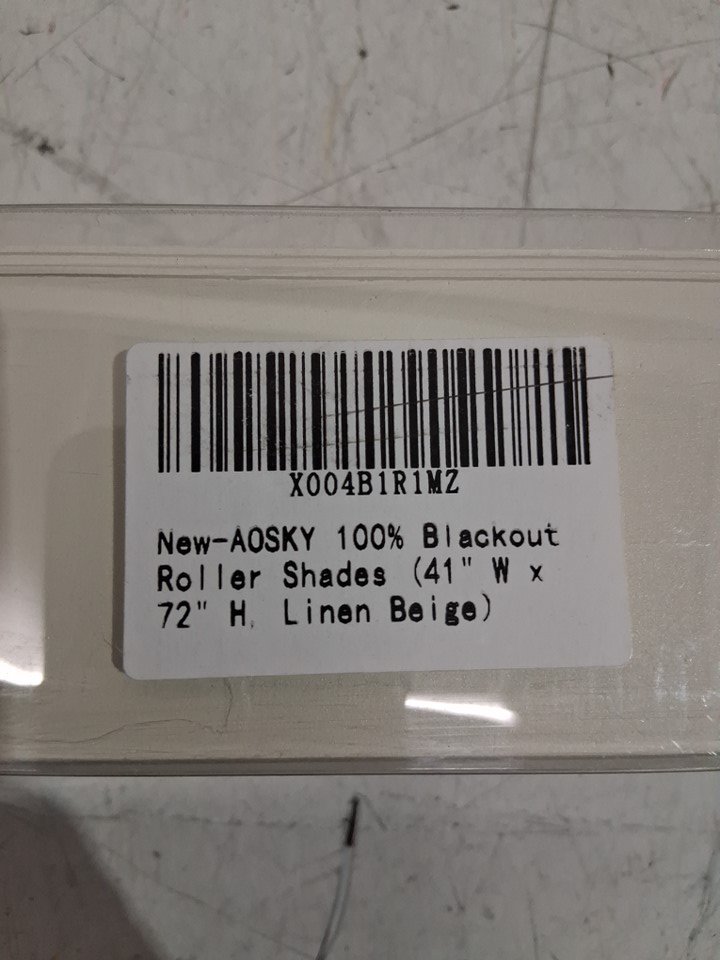 X004B1R1MZ
New-AOSKY 100% Blackout
Roller Shades (41" W x
72" H, Linen Beige)